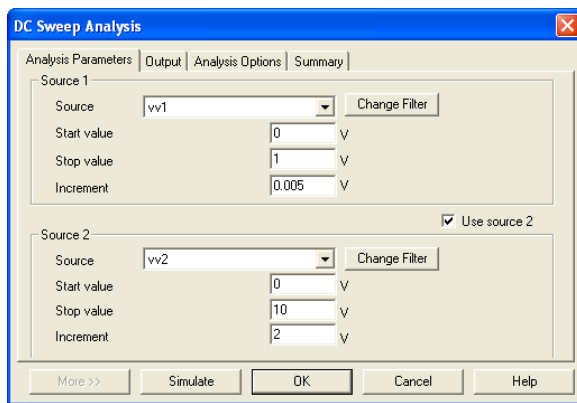 DC Sweep Analysis
Analysis Parameters Output Analysis Options Summary
Source 1
Source vv1 Change Filter
Start value 0 V
Stop value 1 V
Increment 0.005 V
Use source 2
Source 2
Source vv2 Change Filter
Start value 0 V
Stop value 10 V
Increment 2 V
More >> Simulate OK Cancel Help